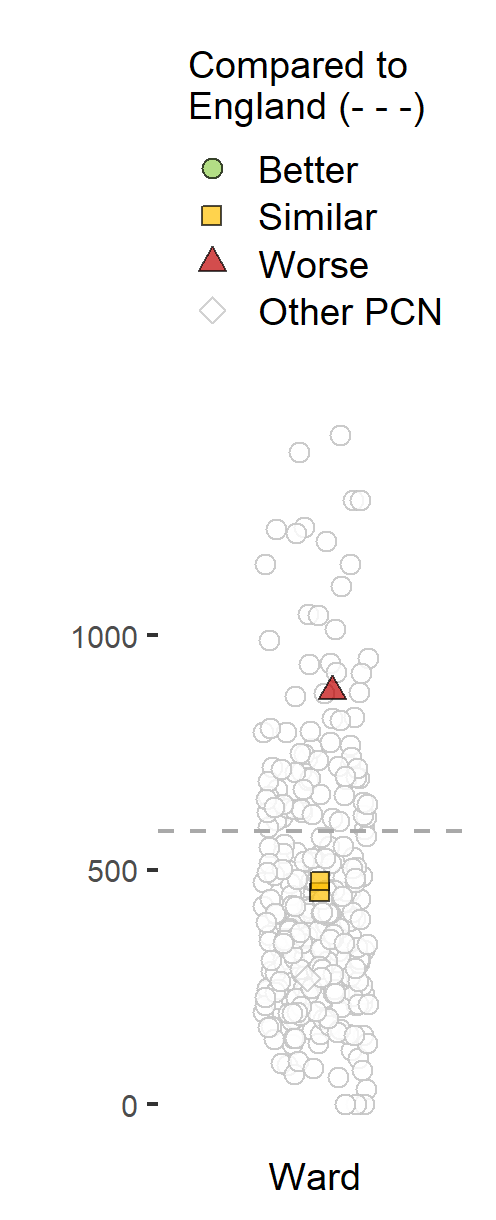 Compared to
England (- - -)
Better
Similar
Worse
Other PCN
1000
500
0
Ward